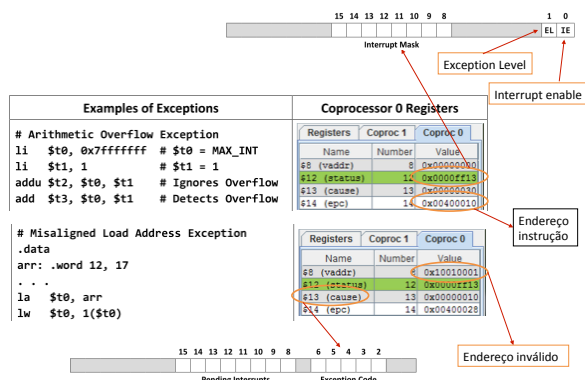 15 14 13 12 11 10 9 8 1 0
EL IE
Interrupt Mask
Exception Level
Interrupt enable
Examples of Exceptions
Coprocessor 0 Registers
# Arithmetic Overflow Exception
li $t0, 0x7fffffff # $t0 = MAX_INT
li $t1, 1 # $t1 = 1
addu $t2, $t0, $t1 # Ignores Overflow
add $t3, $t0, $t1 # Detects Overflow
Registers Coproc 1 Coproc 0
Name Number Value
$8 (vaddr) 8 0x00000000
$12 (status) 12 0x0000ff13
$13 (cause) 13 0x00000030
$14 (epc) 14 0x00400010
Endereço
instrução
# Misaligned Load Address Exception
.data
arr: .word 12, 17
. . .
la $t0, arr
lw $t0, 1($t0)
Registers Coproc 1 Coproc 0
Name Number Value
$8 (vaddr) 8 0x10010001
$12 (status) 12 0x0000ff13
$13 (cause) 13 0x00000010
$14 (epc) 14 0x00400028
Endereço inválido
15 14 13 12 11 10 9 8 6 5 4 3 2
Pending Interrupts Exception Code